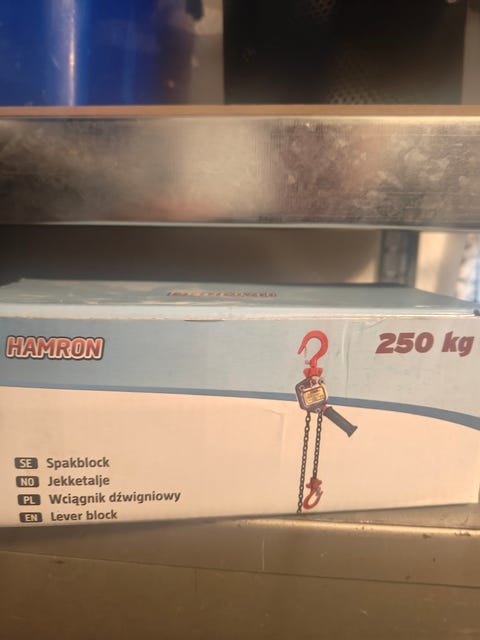 HAMRON
250 kg
SE Spakblock
NO Jekketalje
PL Wciągnik dźwigniowy
EN Lever block